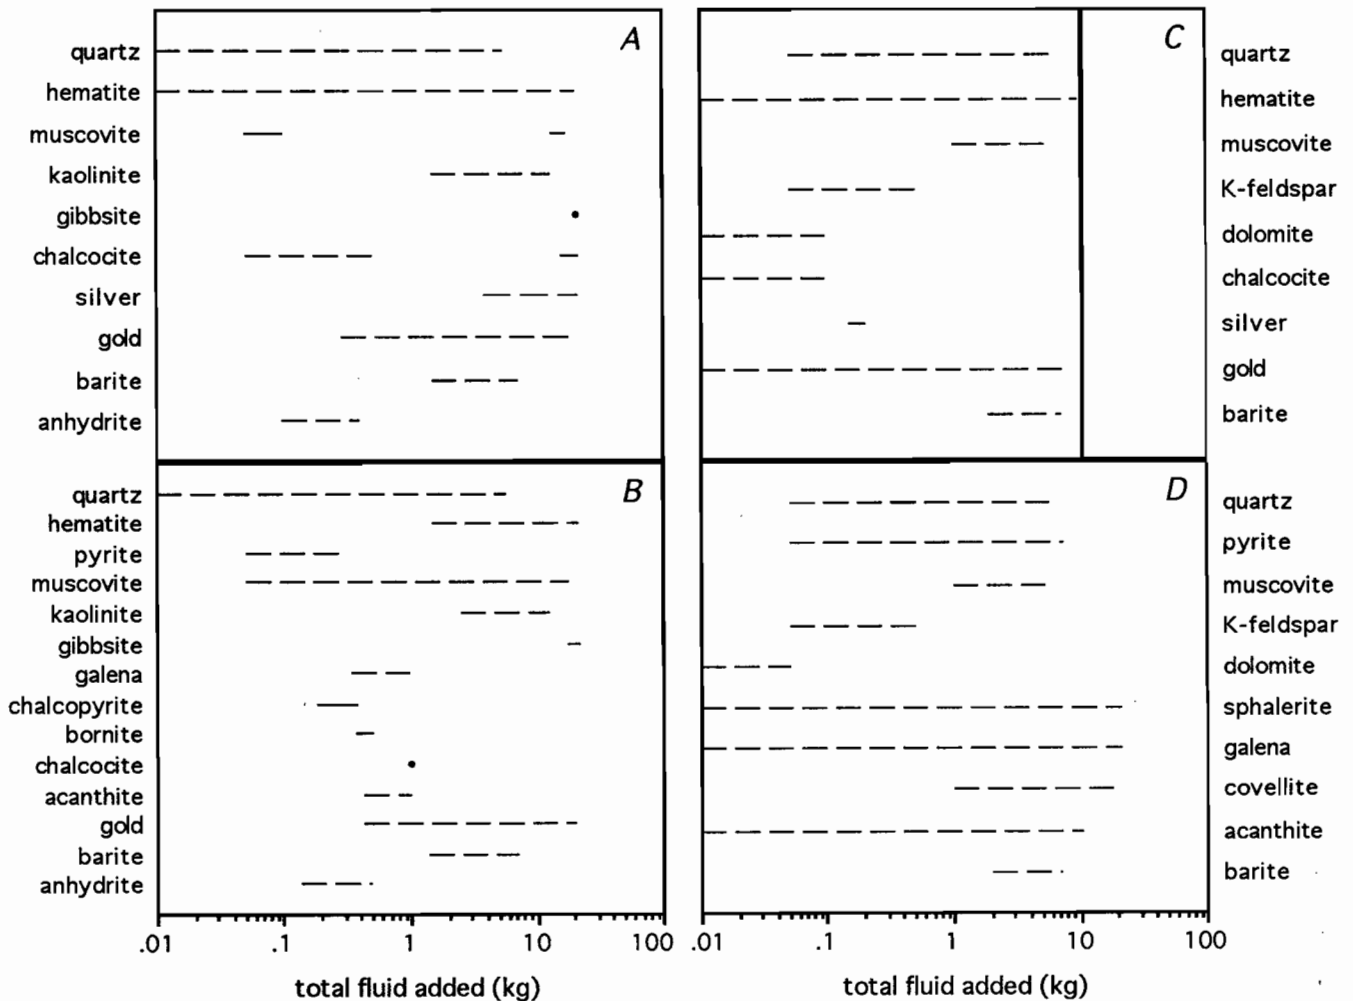 A
quartz
hematite
muscovite
kaolinite
gibbsite
chalcocite
silver
gold
barite
anhydrite
C
quartz
hematite
muscovite
K-feldspar
dolomite
chalcocite
silver
gold
barite
B
quartz
hematite
pyrite
muscovite
kaolinite
gibbsite
galena
chalcopyrite
bornite
chalcocite
acanthite
gold
barite
anhydrite
.01 .1 1 10 100
total fluid added (kg)
D
quartz
pyrite
muscovite
K-feldspar
dolomite
sphalerite
galena
covellite
acanthite
barite
.01 .1 1 10 100
total fluid added (kg)